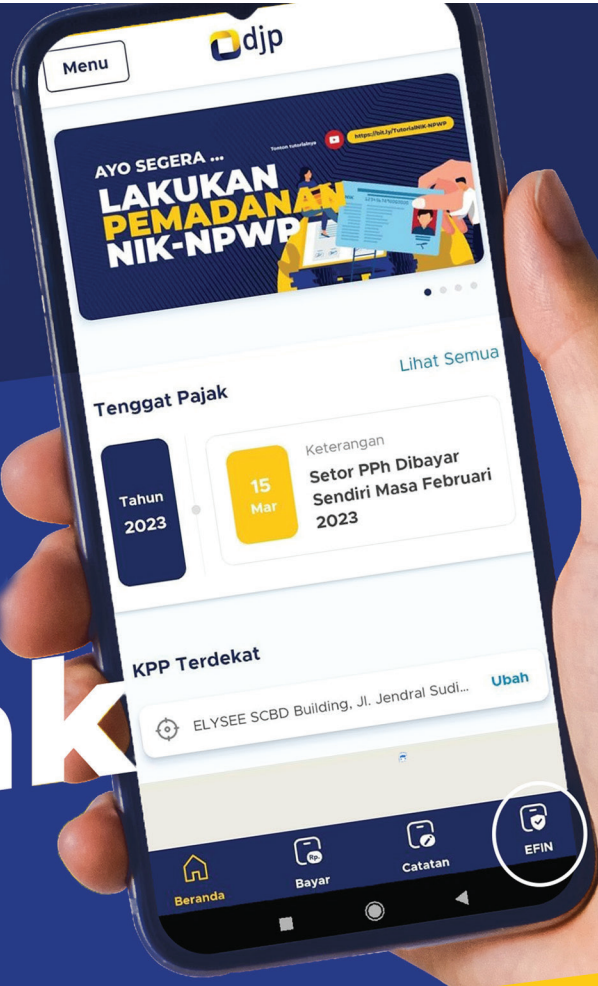 Menu
djp
Tonton tutorialnya
https://bit.ly/TutorialNIK-NPWP
AYO SEGERA ...
LAKUKAN
PEMADANAN
NIK-NPWP!
Tenggat Pajak
Lihat Semua
Tahun
2023
15
Mar
Keterangan
Setor PPh Dibayar
Sendiri Masa Februari
2023
KPP Terdekat
ELYSEE SCBD Building, Jl. Jendral Sudi...
Ubah
Beranda
Rp.
Bayar
Catatan
EFIN